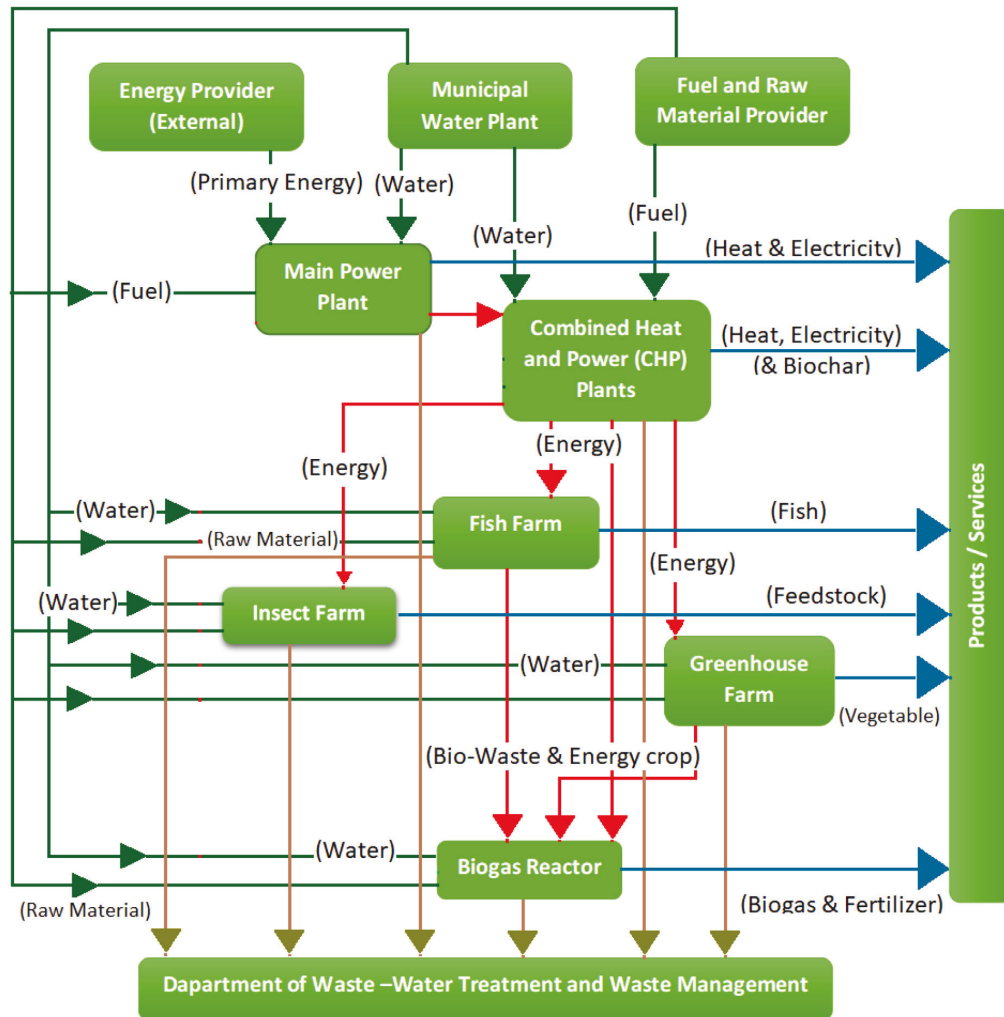 Energy Provider
(External)
Municipal
Water Plant
Fuel and Raw
Material Provider
(Primary Energy)
(Water)
(Water)
(Fuel)
(Heat & Electricity)
Main Power
Plant
(Fuel)
Combined Heat
and Power (CHP)
Plants
(Heat, Electricity)
(& Biochar)
(Energy)
(Energy)
(Water)
Fish Farm
(Fish)
(Raw Material)
(Energy)
(Water)
Insect Farm
(Feedstock)
(Water)
Greenhouse
Farm
(Vegetable)
(Bio-Waste & Energy crop)
(Water)
Biogas Reactor
(Raw Material)
(Biogas & Fertilizer)
Products / Services
Dapartment of Waste –Water Treatment and Waste Management